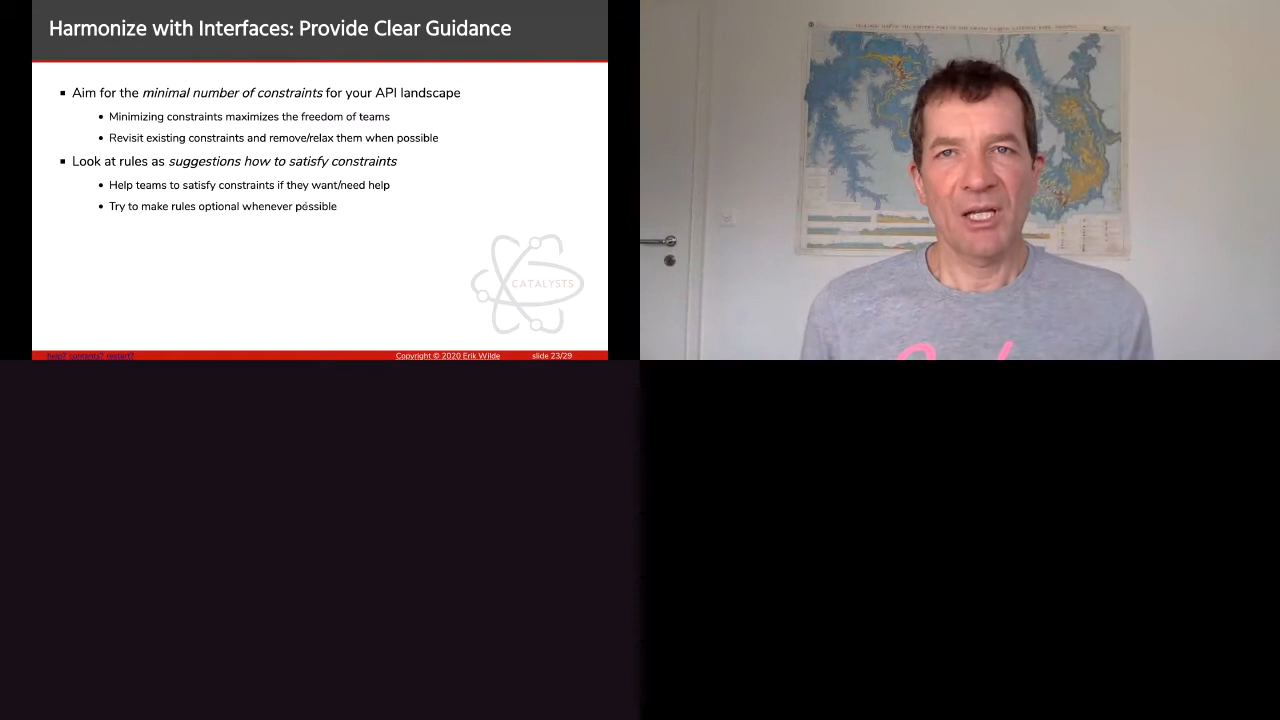 Harmonize with Interfaces: Provide Clear Guidance
Aim for the minimal number of constraints for your API landscape
Minimizing constraints maximizes the freedom of teams
Revisit existing constraints and remove/relax them when possible
Look at rules as suggestions how to satisfy constraints
Help teams to satisfy constraints if they want/need help
Try to make rules optional whenever possible
CATALYSTS
help? contents? restart?
Copyright © 2020 Erik Wilde
slide 23/29